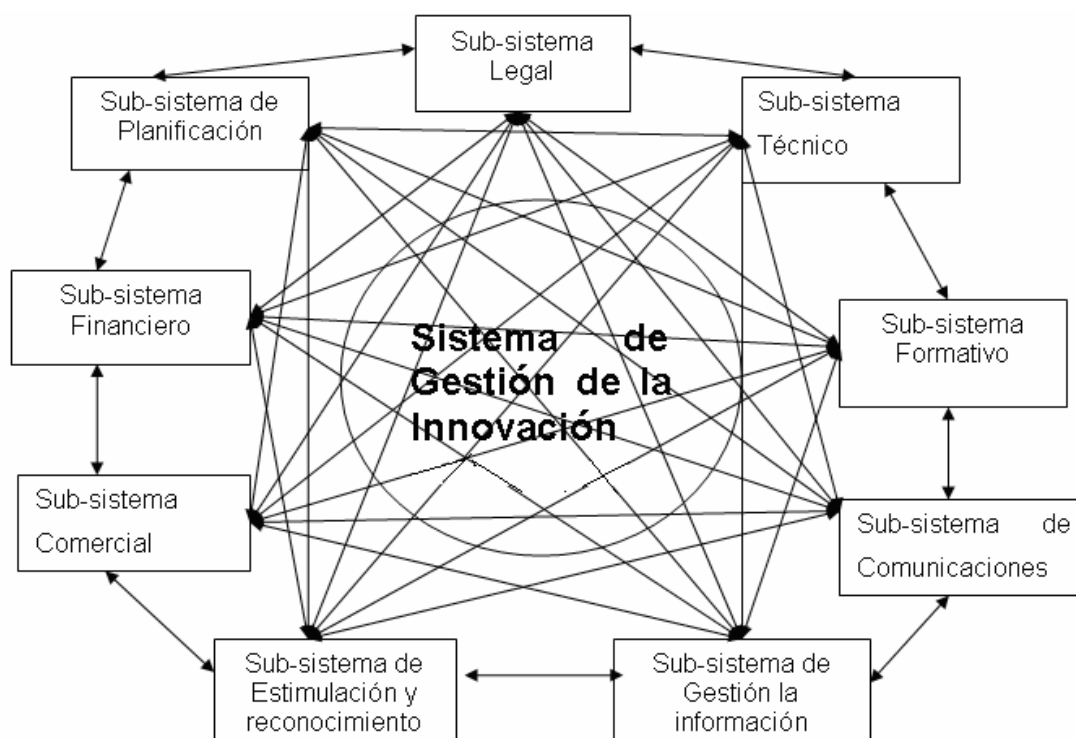 Sub-sistema
Legal
Sub-sistema de
Planificación
Sub-sistema
Técnico
Sub-sistema
Financiero
Sub-sistema
Formativo
Sistema de
Gestión de la
Innovación
Sub-sistema
Comercial
Sub-sistema de
Comunicaciones
Sub-sistema de
Estimulación y
reconocimiento
Sub-sistema de
Gestión la
información